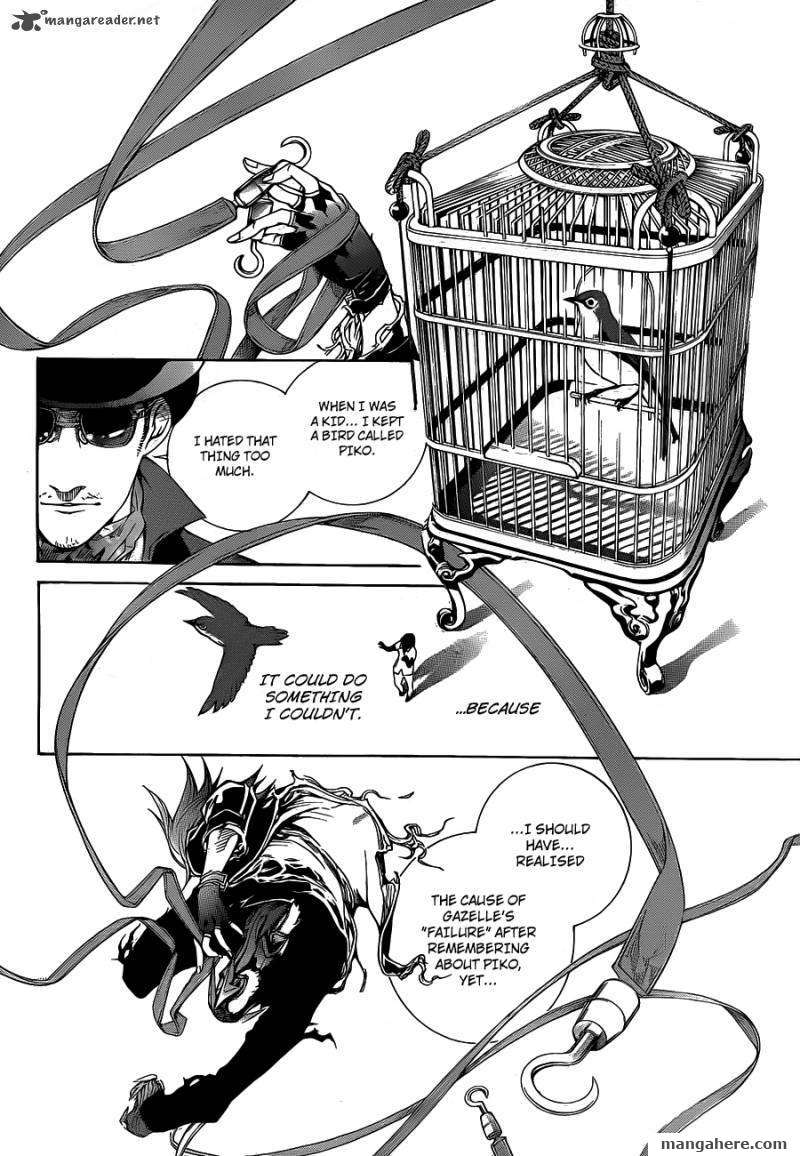 mangareader.net
WHEN I WAS
A KID... I KEPT
A BIRD CALLED
PIKO.
I HATED THAT
THING TOO
MUCH.
...BECAUSE
IT COULD DO
SOMETHING
I COULDN'T.
...I SHOULD
HAVE...
REALISED
THE CAUSE OF
GAZELLE'S
"FAILURE" AFTER
REMEMBERING
ABOUT PIKO,
YET...
mangahere.com